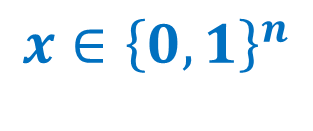 x ∈ {0, 1}ⁿ